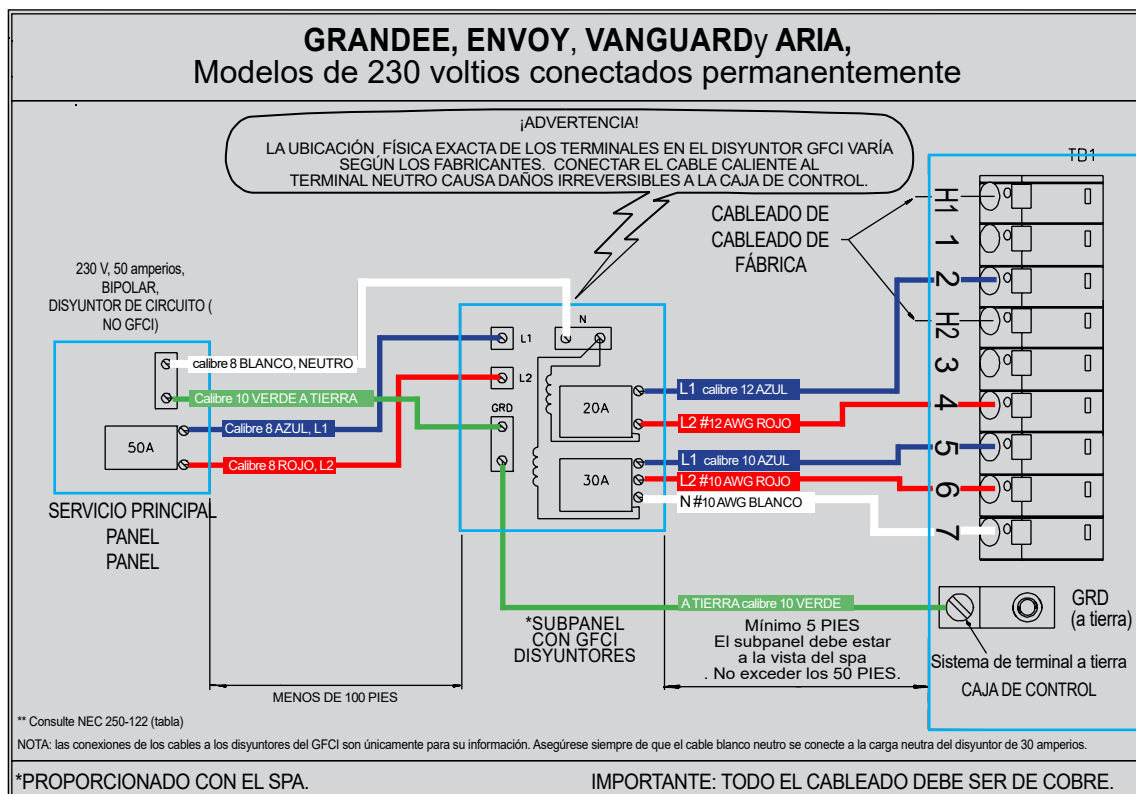 GRANDEE, ENVOY, VANGUARDy ARIA,
Modelos de 230 voltios conectados permanentemente
¡ADVERTENCIA!
LA UBICACIÓN FÍSICA EXACTA DE LOS TERMINALES EN EL DISYUNTOR GFCI VARÍA
SEGÚN LOS FABRICANTES. CONECTAR EL CABLE CALIENTE AL
TERMINAL NEUTRO CAUSA DAÑOS IRREVERSIBLES A LA CAJA DE CONTROL.
TB1
CABLEADO DE
CABLEADO DE
FÁBRICA
H1
1
2
H2
3
4
5
6
7
230 V, 50 amperios,
BIPOLAR,
DISYUNTOR DE CIRCUITO (
NO GFCI)
calibre 8 BLANCO, NEUTRO
Calibre 10 VERDE A TIERRA
Calibre 8 AZUL, L1
Calibre 8 ROJO, L2
50A
SERVICIO PRINCIPAL
PANEL
PANEL
N
L1
L2
GRD
20A
30A
L1 calibre 12 AZUL
L2 #12 AWG ROJO
L1 calibre 10 AZUL
L2 #10 AWG ROJO
N #10 AWG BLANCO
A TIERRA calibre 10 VERDE
*SUBPANEL
CON GFCI
DISYUNTORES
Mínimo 5 PIES
El subpanel debe estar
a la vista del spa
. No exceder los 50 PIES.
GRD
(a tierra)
Sistema de terminal a tierra
CAJA DE CONTROL
MENOS DE 100 PIES
** Consulte NEC 250-122 (tabla)
NOTA: las conexiones de los cables a los disyuntores del GFCI son únicamente para su información. Asegúrese siempre de que el cable blanco neutro se conecte a la carga neutra del disyuntor de 30 amperios.
*PROPORCIONADO CON EL SPA.
IMPORTANTE: TODO EL CABLEADO DEBE SER DE COBRE.